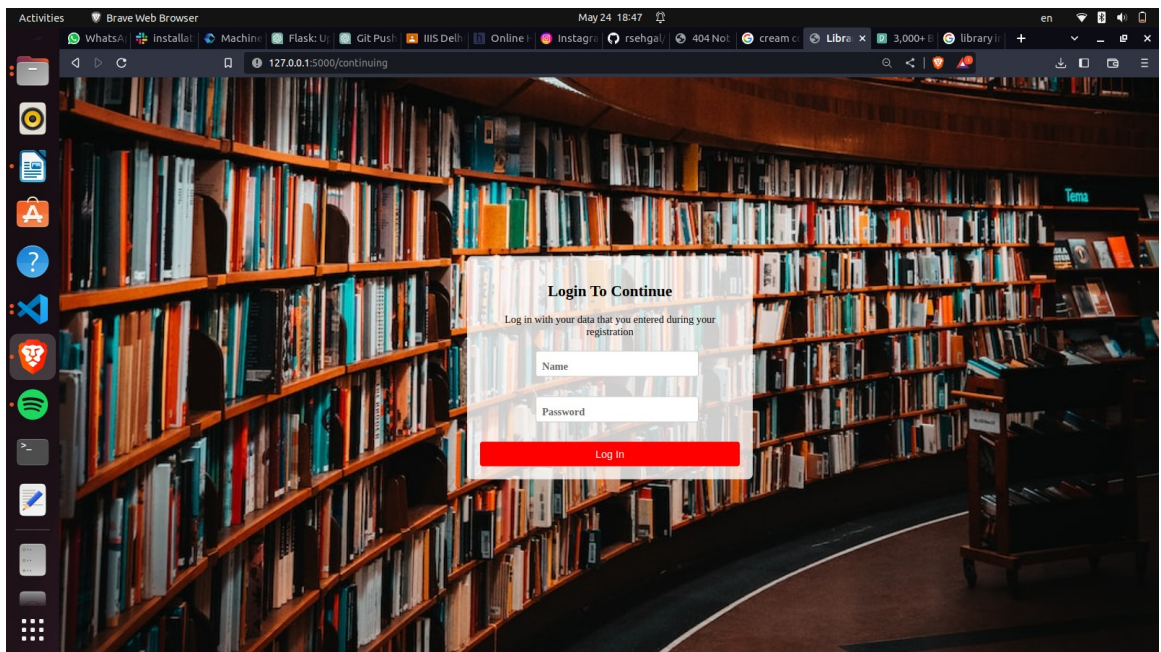 Activities
Brave Web Browser
May 24 18:47
en
WhatsA
installat
Machine
Flask: U
Git Push
IIIS Delh
Online H
Instagra
rsehgal/
404 Not
cream co
Libra
3,000+ B
library ir
127.0.0.1:5000/continuing
Tema
Login To Continue
Log in with your data that you entered during your
registration
Name
Password
Log In